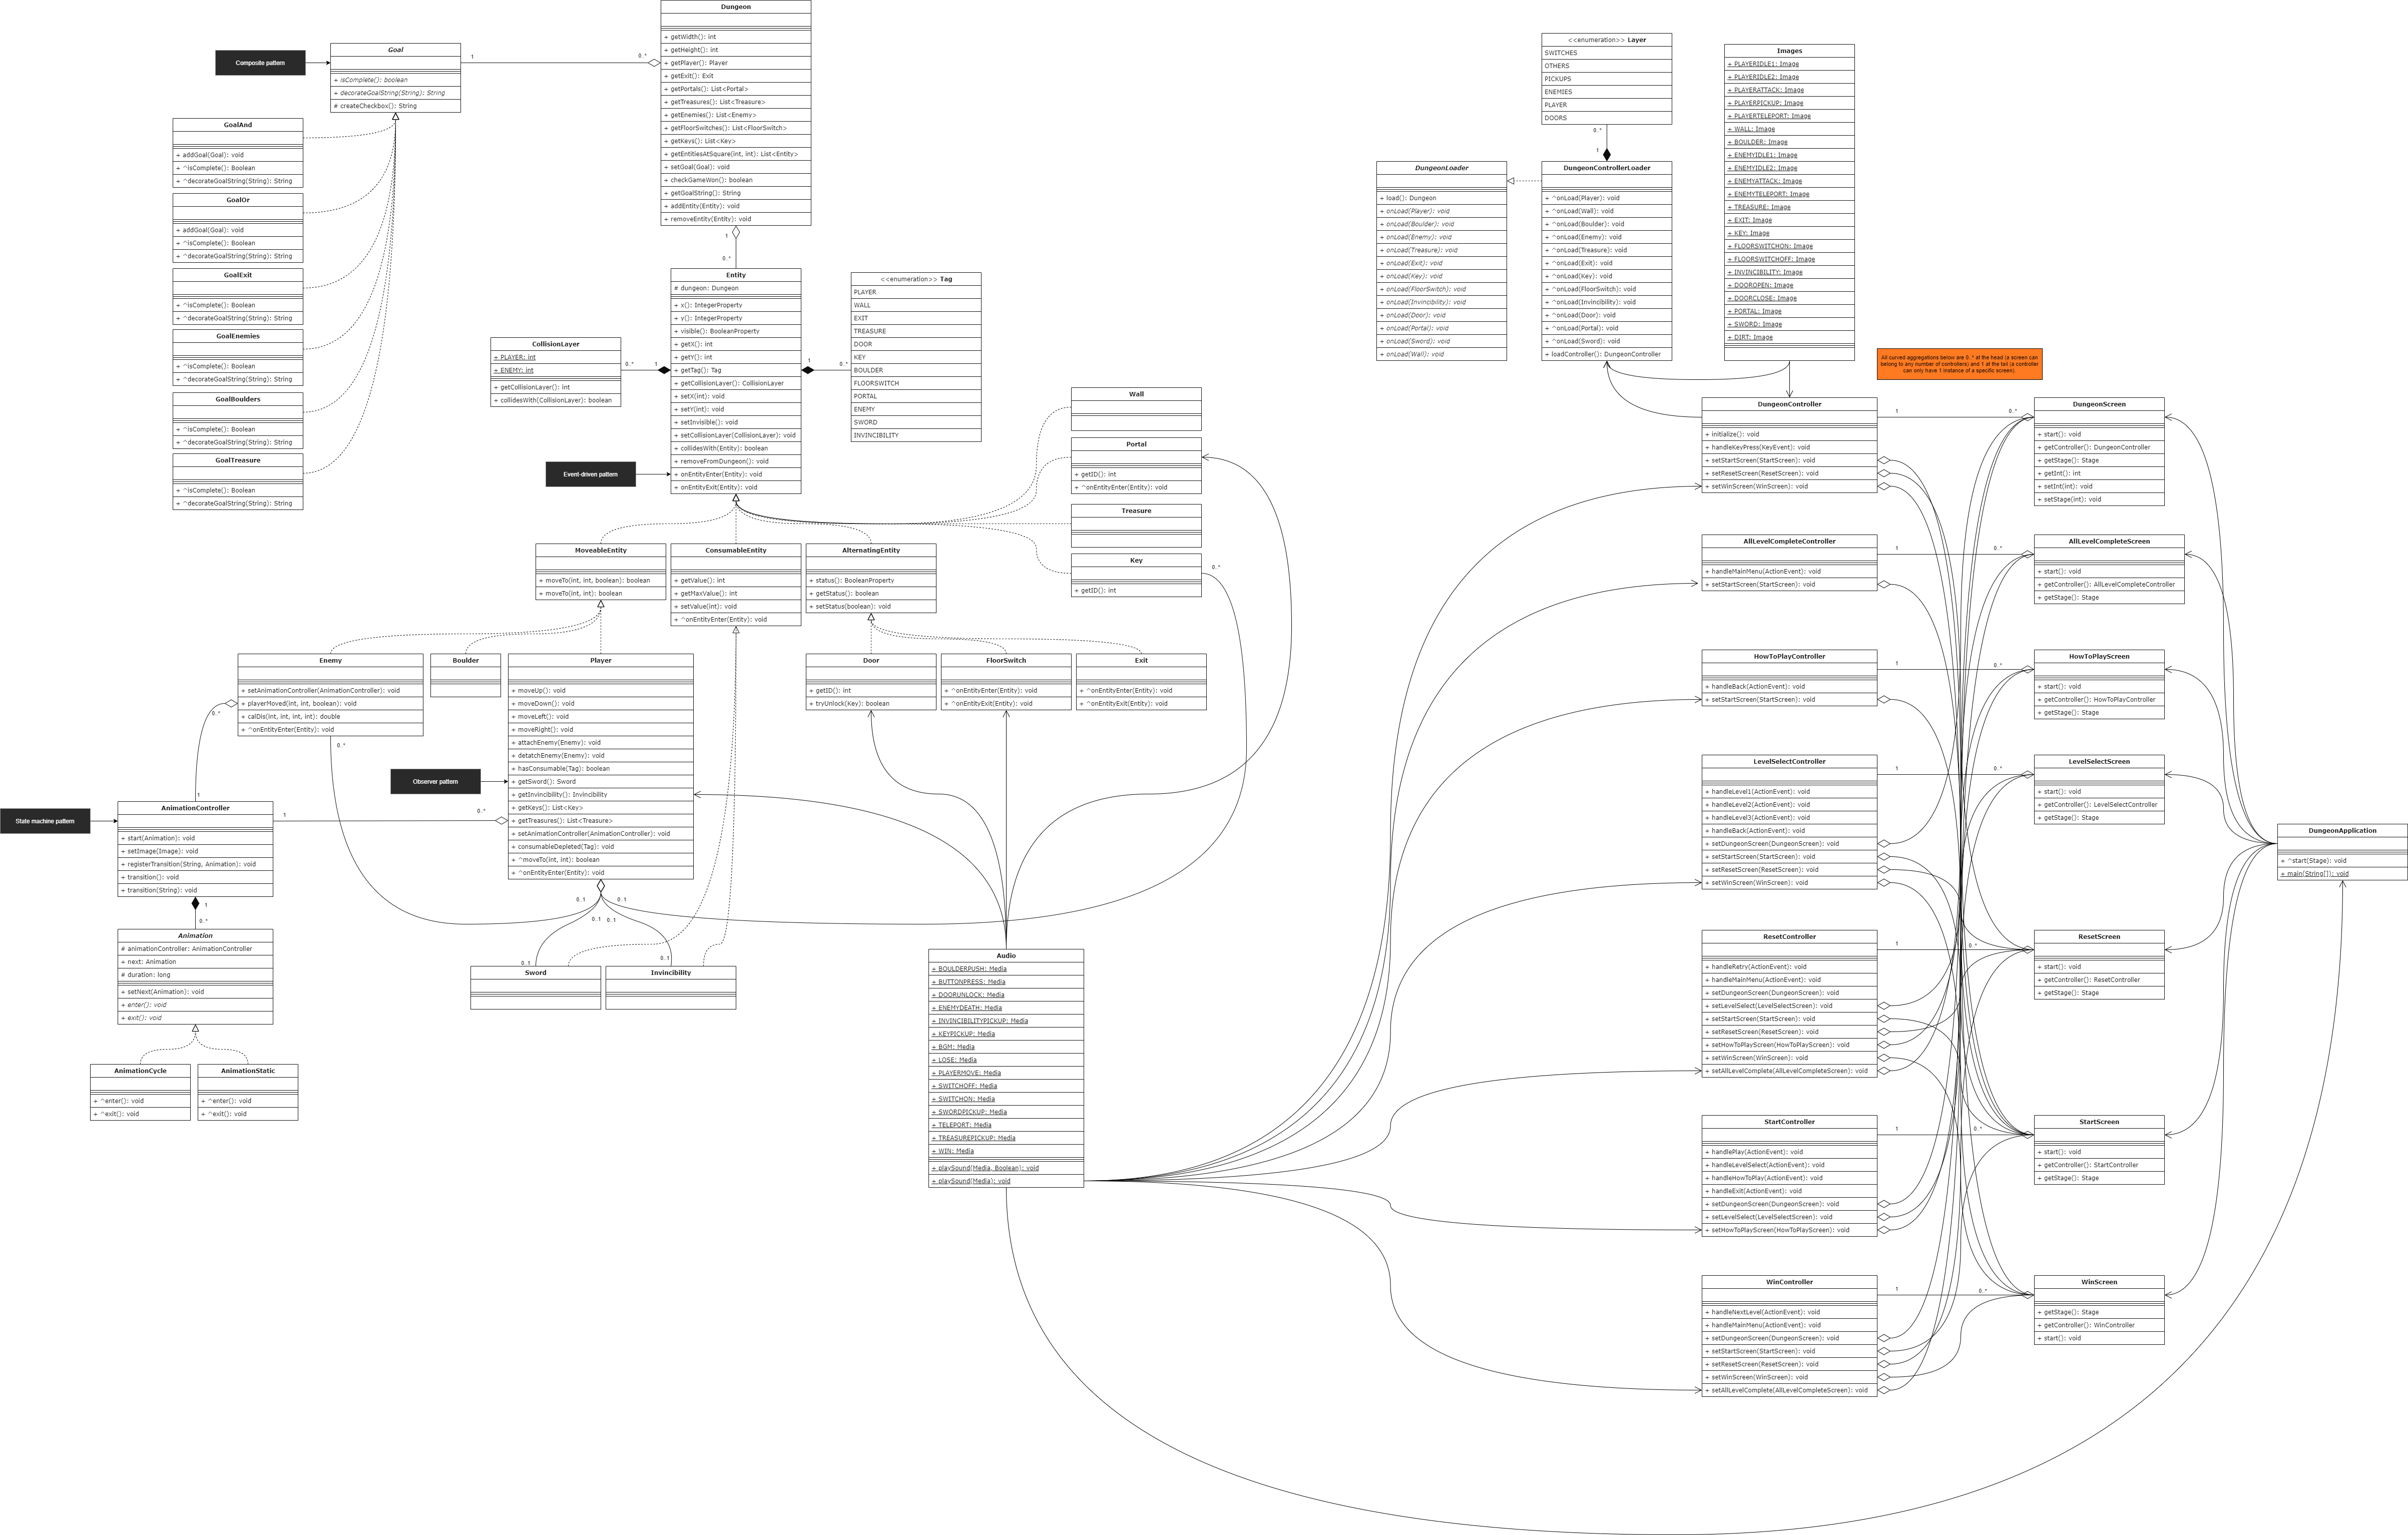 Dungeon
+ getWidth(): int
+ getHeight(): int
+ getPlayer(): Player
+ getExit(): Exit
+ getPortals(): List<Portal>
+ getTreasures(): List<Treasure>
+ getEnemies(): List<Enemy>
+ getFloorSwitches(): List<FloorSwitch>
+ getKeys(): List<Key>
+ getEntitiesAtSquare(int, int): List<Entity>
+ setGoal(Goal): void
+ checkGameWon(): boolean
+ getGoalString(): String
+ addEntity(Entity): void
+ removeEntity(Entity): void
1
0..*
Composite pattern
Goal
+ isComplete(): boolean
+ decorateGoalString(String): String
# createCheckbox(): String
1
0..*
GoalAnd
+ addGoal(Goal): void
+ ^isComplete(): Boolean
+ ^decorateGoalString(String): String
GoalOr
+ addGoal(Goal): void
+ ^isComplete(): Boolean
+ ^decorateGoalString(String): String
GoalExit
+ ^isComplete(): Boolean
+ ^decorateGoalString(String): String
GoalEnemies
+ ^isComplete(): Boolean
+ ^decorateGoalString(String): String
GoalBoulders
+ ^isComplete(): Boolean
+ ^decorateGoalString(String): String
GoalTreasure
+ ^isComplete(): Boolean
+ ^decorateGoalString(String): String
Entity
# dungeon: Dungeon
+ x(): IntegerProperty
+ y(): IntegerProperty
+ visible(): BooleanProperty
+ getX(): int
+ getY(): int
+ getTag(): Tag
+ getCollisionLayer(): CollisionLayer
+ setX(int): void
+ setY(int): void
+ setInvisible(): void
+ setCollisionLayer(CollisionLayer): void
+ collidesWith(Entity): boolean
+ removeFromDungeon(): void
+ onEntityEnter(Entity): void
+ onEntityExit(Entity): void
Event-driven pattern
CollisionLayer
+ PLAYER: int
+ ENEMY: int
+ getCollisionLayer(): int
+ collidesWith(CollisionLayer): boolean
0..*
1
1
0..*
<<enumeration>> Tag
PLAYER
WALL
EXIT
TREASURE
DOOR
KEY
BOULDER
FLOORSWITCH
PORTAL
ENEMY
SWORD
INVINCIBILITY
Wall
Portal
+ getID(): int
+ ^onEntityEnter(Entity): void
Treasure
Key
+ getID(): int
0..*
MoveableEntity
+ moveTo(int, int, boolean): boolean
+ moveTo(int, int): boolean
ConsumableEntity
+ getValue(): int
+ getMaxValue(): int
+ setValue(int): void
+ ^onEntityEnter(Entity): void
AlternatingEntity
+ status(): BooleanProperty
+ getStatus(): boolean
+ setStatus(boolean): void
Enemy
+ setAnimationController(AnimationController): void
+ playerMoved(int, int, boolean): void
+ calDis(int, int, int, int): double
+ ^onEntityEnter(Entity): void
0..*
0..*
Boulder
Player
+ moveUp(): void
+ moveDown(): void
+ moveLeft(): void
+ moveRight(): void
+ attachEnemy(Enemy): void
+ detatchEnemy(Enemy): void
+ hasConsumable(Tag): boolean
+ getSword(): Sword
+ getInvincibility(): Invincibility
+ getKeys(): List<Key>
+ getTreasures(): List<Treasure>
+ setAnimationController(AnimationController): void
+ consumableDepleted(Tag): void
+ ^moveTo(int, int): boolean
+ ^onEntityEnter(Entity): void
Observer pattern
Door
+ getID(): int
+ tryUnlock(Key): boolean
FloorSwitch
+ ^onEntityEnter(Entity): void
+ ^onEntityExit(Entity): void
Exit
+ ^onEntityEnter(Entity): void
+ ^onEntityExit(Entity): void
State machine pattern
1
AnimationController
+ start(Animation): void
+ setImage(Image): void
+ registerTransition(String, Animation): void
+ transition(): void
+ transition(String): void
1
0..*
1
0..*
Animation
# animationController: AnimationController
+ next: Animation
# duration: long
+ setNext(Animation): void
+ enter(): void
+ exit(): void
AnimationCycle
+ ^enter(): void
+ ^exit(): void
AnimationStatic
+ ^enter(): void
+ ^exit(): void
0..1
0..1
0..1
0..1
0..1
0..1
Sword
Invincibility
Audio
+ BOULDERPUSH: Media
+ BUTTONPRESS: Media
+ DOORUNLOCK: Media
+ ENEMYDEATH: Media
+ INVINCIBILITYPICKUP: Media
+ KEYPICKUP: Media
+ BGM: Media
+ LOSE: Media
+ PLAYERMOVE: Media
+ SWITCHOFF: Media
+ SWITCHON: Media
+ SWORDPICKUP: Media
+ TELEPORT: Media
+ TREASUREPICKUP: Media
+ WIN: Media
+ playSound(Media, Boolean): void
+ playSound(Media): void
<<enumeration>> Layer
SWITCHES
OTHERS
PICKUPS
ENEMIES
PLAYER
DOORS
0..*
1
DungeonLoader
+ load(): Dungeon
+ onLoad(Player): void
+ onLoad(Boulder): void
+ onLoad(Enemy): void
+ onLoad(Treasure): void
+ onLoad(Exit): void
+ onLoad(Key): void
+ onLoad(FloorSwitch): void
+ onLoad(Invincibility): void
+ onLoad(Door): void
+ onLoad(Portal): void
+ onLoad(Sword): void
+ onLoad(Wall): void
DungeonControllerLoader
+ ^onLoad(Player): void
+ ^onLoad(Wall): void
+ ^onLoad(Boulder): void
+ ^onLoad(Enemy): void
+ ^onLoad(Treasure): void
+ ^onLoad(Exit): void
+ ^onLoad(Key): void
+ ^onLoad(FloorSwitch): void
+ ^onLoad(Invincibility): void
+ ^onLoad(Door): void
+ ^onLoad(Portal): void
+ ^onLoad(Sword): void
+ loadController(): DungeonController
Images
+ PLAYERIDLE1: Image
+ PLAYERIDLE2: Image
+ PLAYERATTACK: Image
+ PLAYERPICKUP: Image
+ PLAYERTELEPORT: Image
+ WALL: Image
+ BOULDER: Image
+ ENEMYIDLE1: Image
+ ENEMYIDLE2: Image
+ ENEMYATTACK: Image
+ ENEMYTELEPORT: Image
+ TREASURE: Image
+ EXIT: Image
+ KEY: Image
+ FLOORSWITCHON: Image
+ FLOORSWITCHOFF: Image
+ INVINCIBILITY: Image
+ DOOROPEN: Image
+ DOORCLOSE: Image
+ PORTAL: Image
+ SWORD: Image
+ DIRT: Image
All curved aggregations below are 0..* at the head (a screen can
belong to any number of controllers) and 1 at the tail (a controller
can only have 1 instance of a specific screen).
DungeonController
+ initialize(): void
+ handleKeyPress(KeyEvent): void
+ setStartScreen(StartScreen): void
+ setResetScreen(ResetScreen): void
+ setWinScreen(WinScreen): void
1
0..*
DungeonScreen
+ start(): void
+ getController(): DungeonController
+ getStage(): Stage
+ getInt(): int
+ setInt(int): void
+ setStage(int): void
AllLevelCompleteController
+ handleMainMenu(ActionEvent): void
+ setStartScreen(StartScreen): void
1
0..*
AllLevelCompleteScreen
+ start(): void
+ getController(): AllLevelCompleteController
+ getStage(): Stage
HowToPlayController
+ handleBack(ActionEvent): void
+ setStartScreen(StartScreen): void
1
0..*
HowToPlayScreen
+ start(): void
+ getController(): HowToPlayController
+ getStage(): Stage
LevelSelectController
+ handleLevel1(ActionEvent): void
+ handleLevel2(ActionEvent): void
+ handleLevel3(ActionEvent): void
+ handleBack(ActionEvent): void
+ setDungeonScreen(DungeonScreen): void
+ setStartScreen(StartScreen): void
+ setResetScreen(ResetScreen): void
+ setWinScreen(WinScreen): void
1
0..*
LevelSelectScreen
+ start(): void
+ getController(): LevelSelectController
+ getStage(): Stage
DungeonApplication
+ ^start(Stage): void
+ main(String[]): void
ResetController
+ handleRetry(ActionEvent): void
+ handleMainMenu(ActionEvent): void
+ setDungeonScreen(DungeonScreen): void
+ setLevelSelect(LevelSelectScreen): void
+ setStartScreen(StartScreen): void
+ setResetScreen(ResetScreen): void
+ setHowToPlayScreen(HowToPlayScreen): void
+ setWinScreen(WinScreen): void
+ setAllLevelComplete(AllLevelCompleteScreen): void
1
0..*
ResetScreen
+ start(): void
+ getController(): ResetController
+ getStage(): Stage
StartController
+ handlePlay(ActionEvent): void
+ handleLevelSelect(ActionEvent): void
+ handleHowToPlay(ActionEvent): void
+ handleExit(ActionEvent): void
+ setDungeonScreen(DungeonScreen): void
+ setLevelSelect(LevelSelectScreen): void
+ setHowToPlayScreen(HowToPlayScreen): void
1
0..*
StartScreen
+ start(): void
+ getController(): StartController
+ getStage(): Stage
WinController
+ handleNextLevel(ActionEvent): void
+ handleMainMenu(ActionEvent): void
+ setDungeonScreen(DungeonScreen): void
+ setStartScreen(StartScreen): void
+ setResetScreen(ResetScreen): void
+ setWinScreen(WinScreen): void
+ setAllLevelComplete(AllLevelCompleteScreen): void
1
0..*
WinScreen
+ getStage(): Stage
+ getController(): WinController
+ start(): void